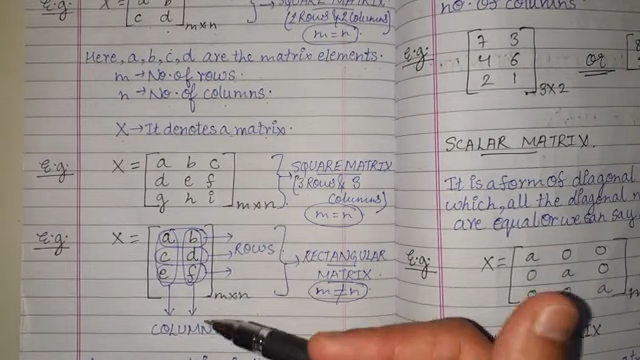 E.g. X = [a b
c d]m×n
SQUARE MATRIX
(2 Rows & 2 Columns)
m = n
Here, a, b, c, d are the matrix elements.
m → No. of rows.
n → No. of columns.
X → It denotes a matrix.
E.g. X = [a b c
d e f
g h i]m×n
SQUARE MATRIX
(3 Rows & 3
columns)
m = n
E.g. X = [a b
c d
e f]m×n
→ ROWS
COLUMN
RECTANGULAR
MATRIX.
m ≠ n
no. of columns.
E.g. [7 3
4 6
2 1]3×2
or
SCALAR MATRIX.
It is a form of diagonal
which, all the diagonal
are equal or we can say
E.g. X = [a 0 0
0 a 0
0 0 a